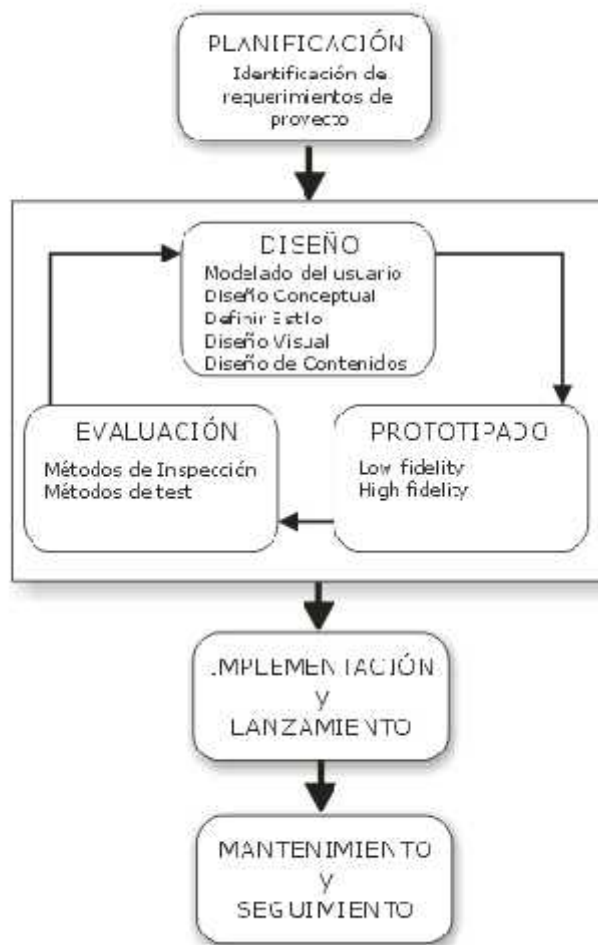 PLANIFICACIÓN
Identificación de
requerimientos de
proyecto
DISEÑO
Modelado del usuario
Diseño Conceptual
Definir Estilo
Diseño Visual
Diseño de Contenidos
EVALUACIÓN
Métodos de Inspección
Métodos de test
PROTOTIPADO
Low fidelity
High fidelity
IMPLEMENTACIÓN
y
LANZAMIENTO
MANTENIMIENTO
y
SEGUIMIENTO